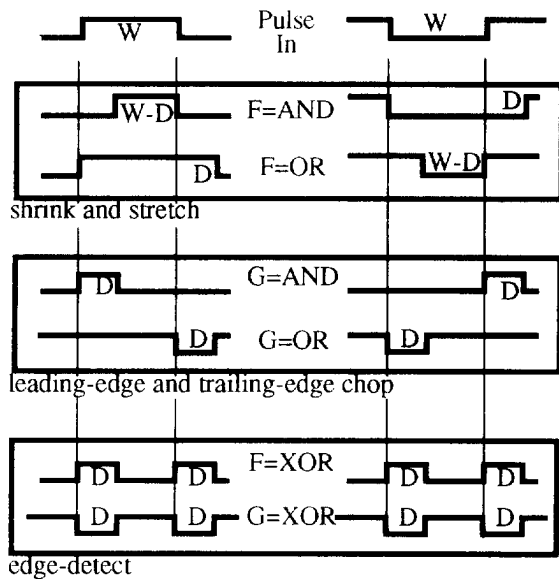 W Pulse In W
W-D F=AND D
D F=OR W-D
shrink and stretch
D G=AND D
D G=OR D
leading-edge and trailing-edge chop
D D F=XOR D D
D D G=XOR D D
edge-detect